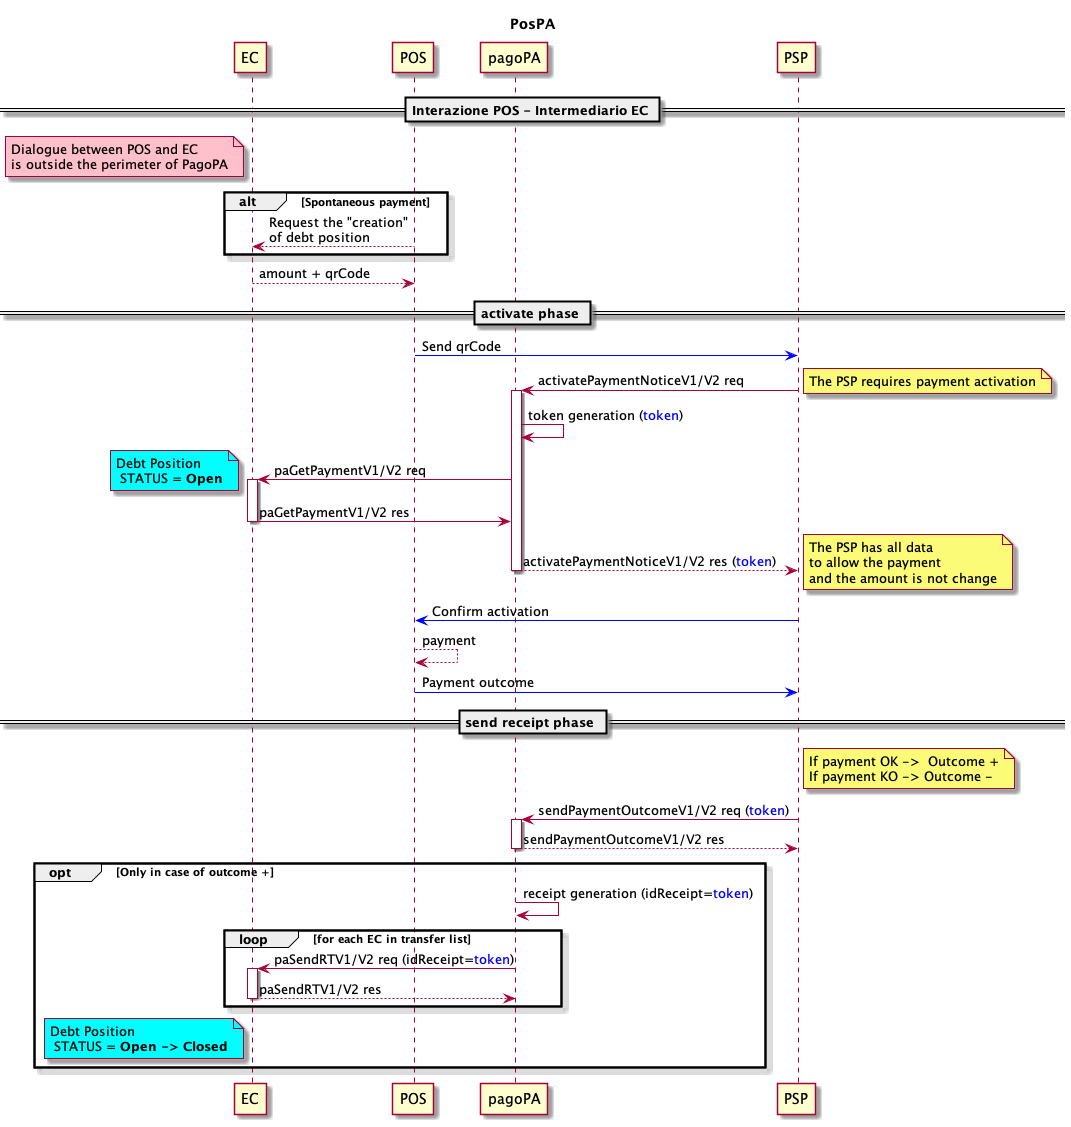 PosPA
EC
POS
pagoPA
PSP
Interazione POS - Intermediario EC
Dialogue between POS and EC
is outside the perimeter of PagoPA
alt
[Spontaneous payment]
Request the "creation"
of debt position
amount + qrCode
activate phase
Send qrCode
activatePaymentNoticeV1/V2 req
The PSP requires payment activation
token generation (token)
Debt Position
STATUS = Open
paGetPaymentV1/V2 req
paGetPaymentV1/V2 res
The PSP has all data
to allow the payment
and the amount is not change
activatePaymentNoticeV1/V2 res (token)
Confirm activation
payment
Payment outcome
send receipt phase
If payment OK -> Outcome +
If payment KO -> Outcome -
sendPaymentOutcomeV1/V2 req (token)
sendPaymentOutcomeV1/V2 res
opt
[Only in case of outcome +]
receipt generation (idReceipt=token)
loop
[for each EC in transfer list]
paSendRTV1/V2 req (idReceipt=token)
paSendRTV1/V2 res
Debt Position
STATUS = Open -> Closed
EC
POS
pagoPA
PSP